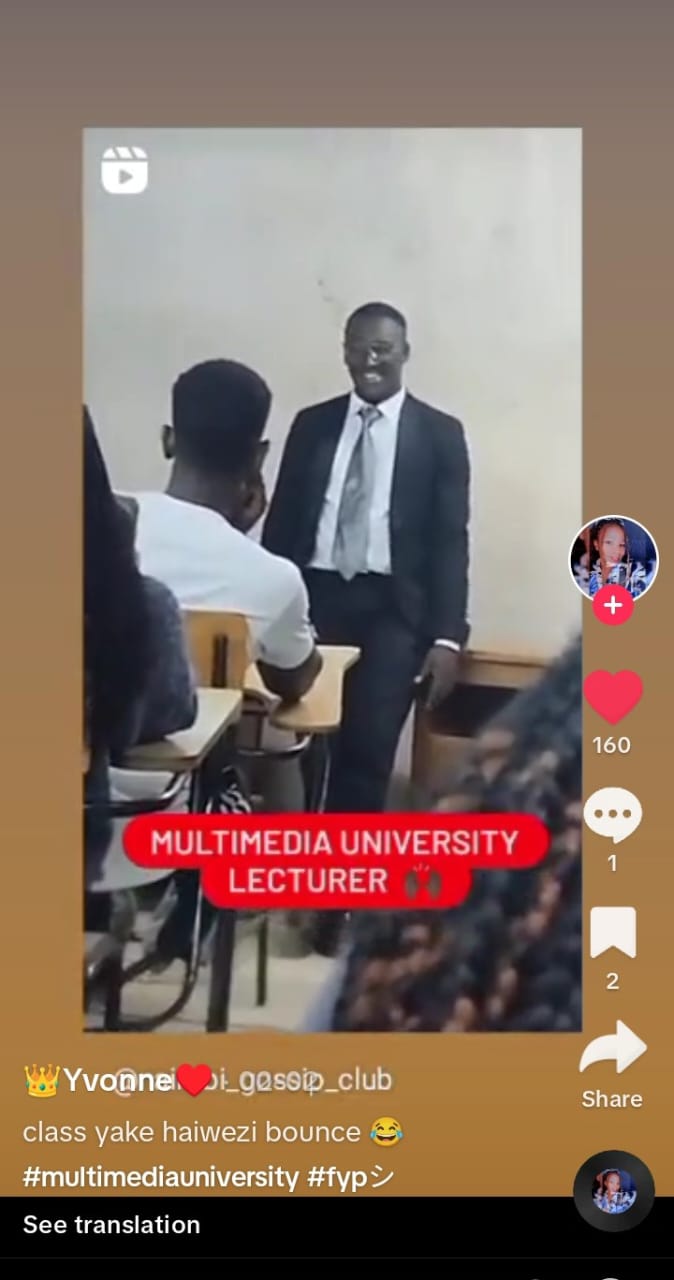 MULTIMEDIA UNIVERSITY
LECTURER 🙌
160
1
2
Share
👑Yvonne❤️
_gossip_club
class yake haiwezi bounce 😂
#multimediauniversity #fypシ
See translation